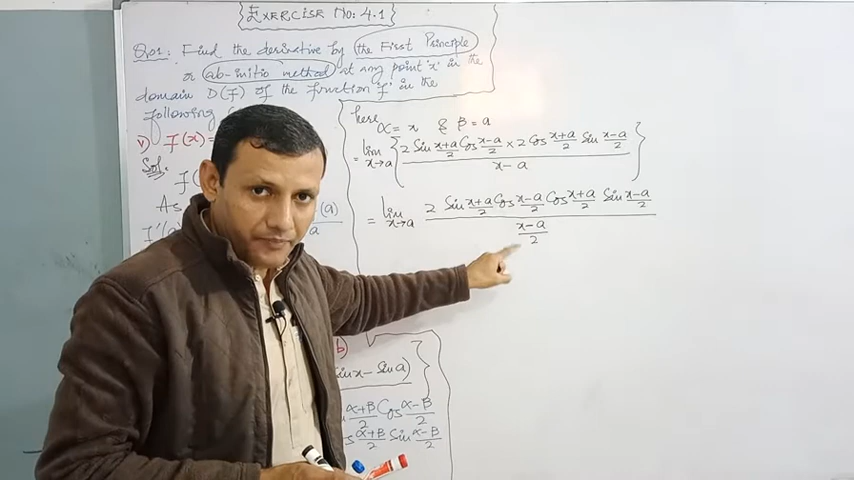 EXERCISE NO: 4.1
Qno1: Find the derivative by the First Principle
or ab-initio method at any point 'x' in the
domain D(f) of the function 'f' in the
following
v) f(x)
Sol.
As
f'(a)
(a)
a
here
α = x & β = a
= lim x→a { 2 Sin x+a/2 Cos x-a/2 × 2 Cos x+a/2 Sin x-a/2 / x-a }
= lim x→a 2 Sin x+a/2 Cos x-a/2 Cos x+a/2 Sin x-a/2 / x-a/2
b)
Sinx-Sina)
α+β/2 Cos α-β/2
α+β/2 Sin α-β/2